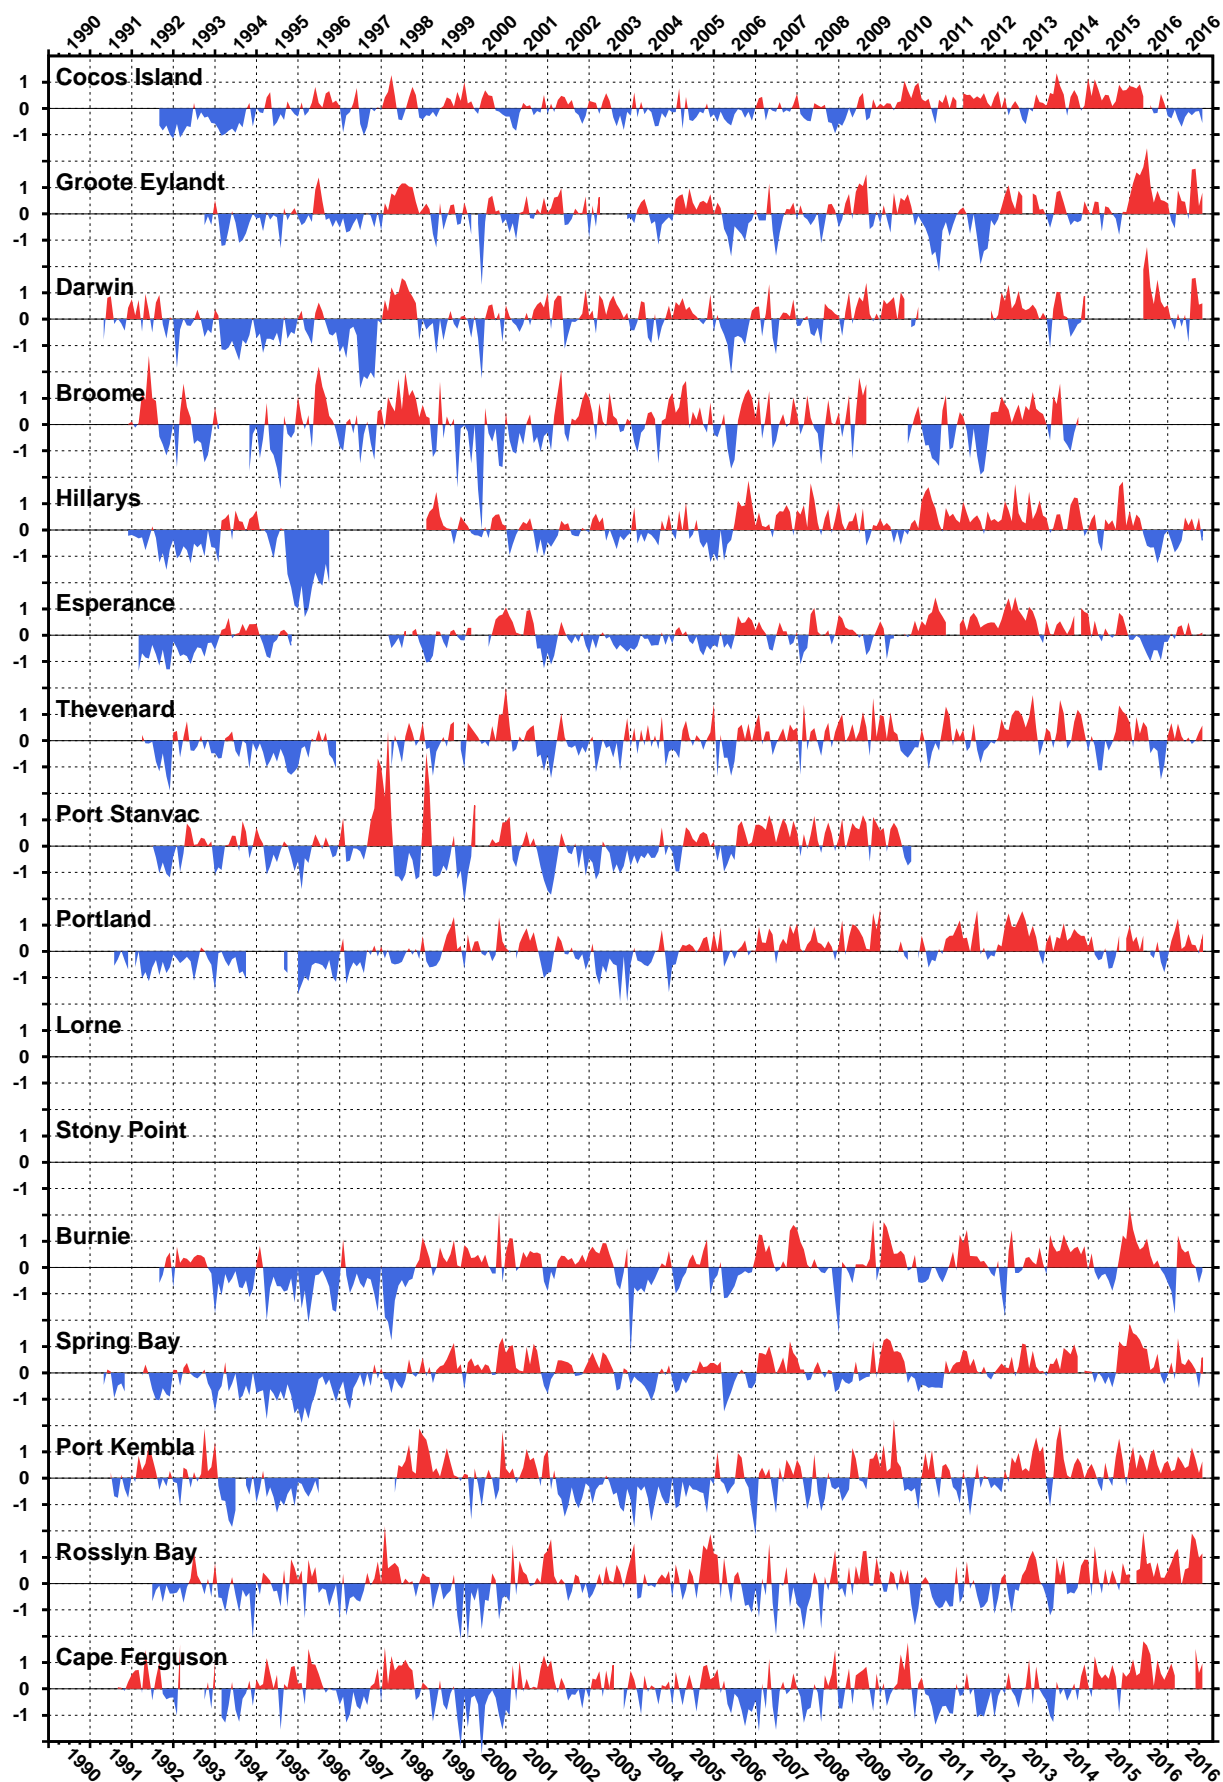 1990 1991 1992 1993 1994 1995 1996 1997 1998 1999 2000 2001 2002 2003 2004 2005 2006 2007 2008 2009 2010 2011 2012 2013 2014 2015 2016 2016
Cocos Island
1
0
-1
Groote Eylandt
1
0
-1
Darwin
1
0
-1
Broome
1
0
-1
Hillarys
1
0
-1
Esperance
1
0
-1
Thevenard
1
0
-1
Port Stanvac
1
0
-1
Portland
1
0
-1
Lorne
1
0
-1
Stony Point
1
0
-1
Burnie
1
0
-1
Spring Bay
1
0
-1
Port Kembla
1
0
-1
Rosslyn Bay
1
0
-1
Cape Ferguson
1
0
-1
1990 1991 1992 1993 1994 1995 1996 1997 1998 1999 2000 2001 2002 2003 2004 2005 2006 2007 2008 2009 2010 2011 2012 2013 2014 2015 2016 2016